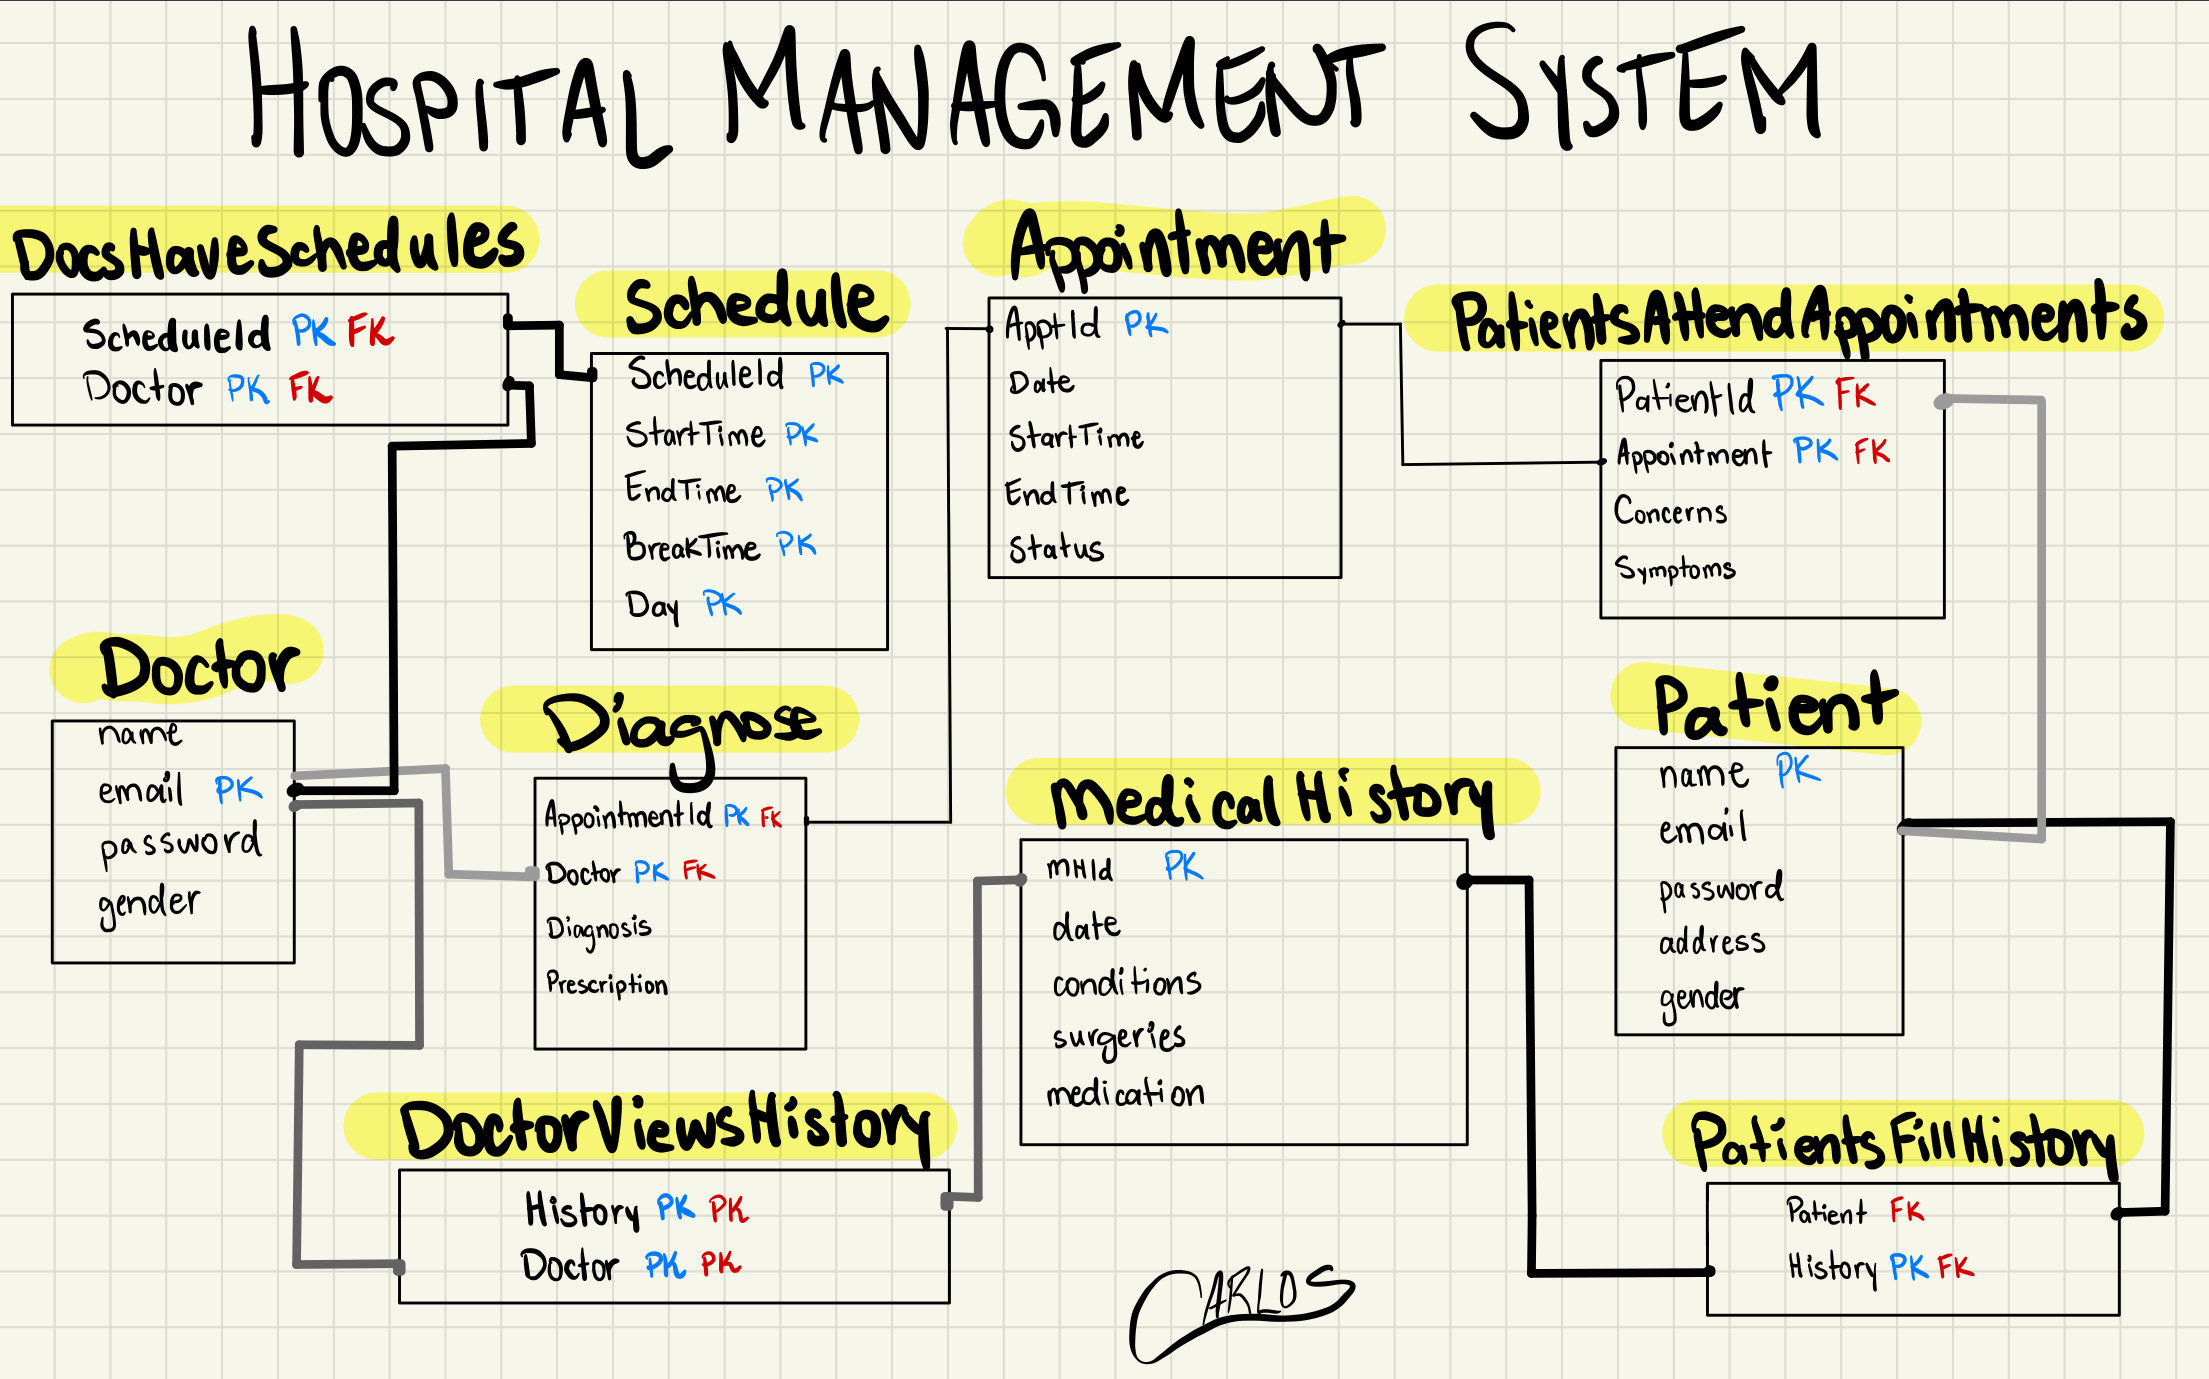 HOSPITAL MANAGEMENT SYSTEM
DocsHaveSchedules
ScheduleId PK FK
Doctor PK FK
Schedule
ScheduleId PK
StartTime PK
EndTime PK
BreakTime PK
Day PK
Appointment
ApptId PK
Date
StartTime
EndTime
Status
PatientsAttendAppointments
PatientId PK FK
Appointment PK FK
Concerns
Symptoms
Doctor
name
email PK
password
gender
Diagnose
AppointmentId PK FK
Doctor PK FK
Diagnosis
Prescription
MedicalHistory
MHId PK
date
conditions
surgeries
medication
Patient
name PK
email
password
address
gender
DoctorViewsHistory
History PK PK
Doctor PK PK
PatientsFillHistory
Patient FK
History PK FK
CARLOS